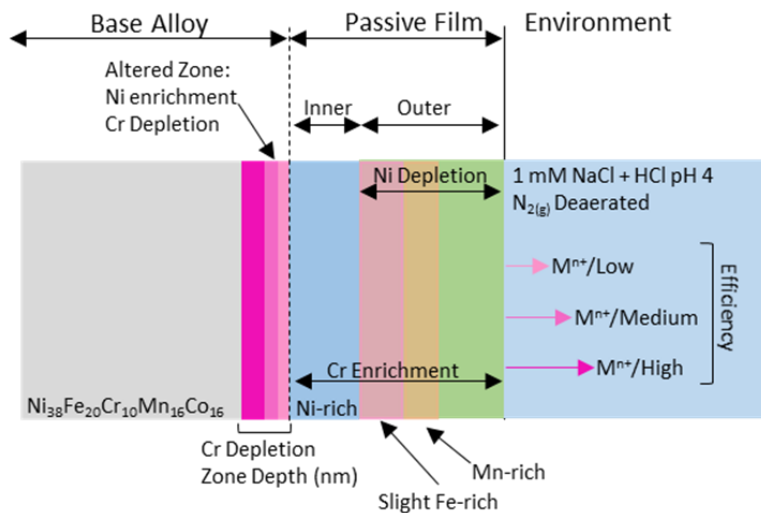 Base Alloy
Passive Film
Environment
Altered Zone:
Ni enrichment
Cr Depletion
Inner
Outer
Ni Depletion
1 mM NaCl + HCl pH 4
N₂₍g₎ Deaerated
Mⁿ⁺/Low
Mⁿ⁺/Medium
Mⁿ⁺/High
Efficiency
Cr Enrichment
Ni₃₈Fe₂₀Cr₁₀Mn₁₆Co₁₆
Ni-rich
Cr Depletion
Zone Depth (nm)
Mn-rich
Slight Fe-rich